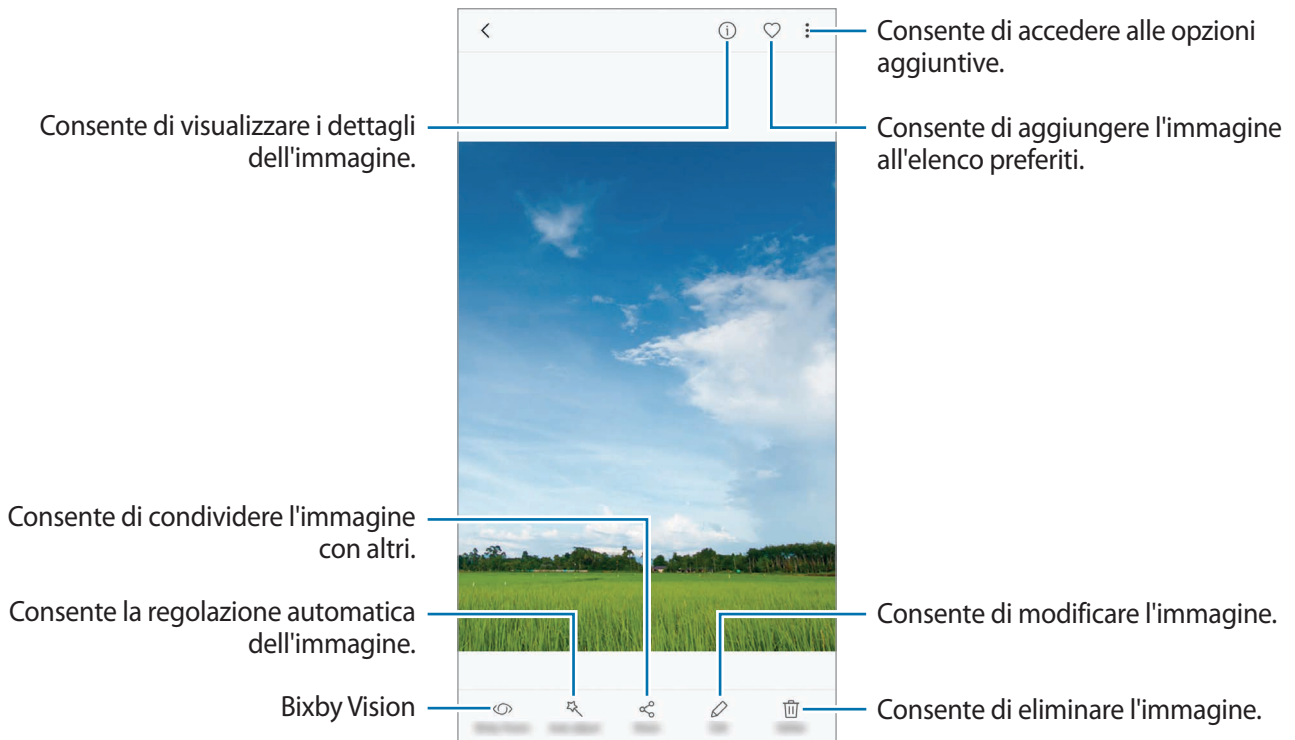 Consente di accedere alle opzioni
aggiuntive.
Consente di visualizzare i dettagli
dell'immagine.
Consente di aggiungere l'immagine
all'elenco preferiti.
Consente di condividere l'immagine
con altri.
Consente la regolazione automatica
dell'immagine.
Consente di modificare l'immagine.
Bixby Vision
Consente di eliminare l'immagine.